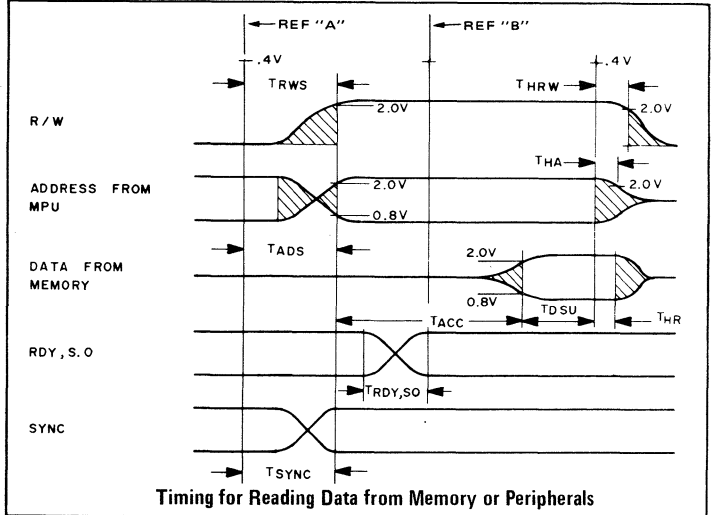 REF "A"
REF "B"
.4V
.4V
TRWS
THRW
2.0V
2.0V
R/W
THA
2.0V
2.0V
ADDRESS FROM
MPU
0.8V
TADS
2.0V
DATA FROM
MEMORY
0.8V
TACC
TDSU
THR
RDY, S.O
TRDY,SO
SYNC
TSYNC
Timing for Reading Data from Memory or Peripherals